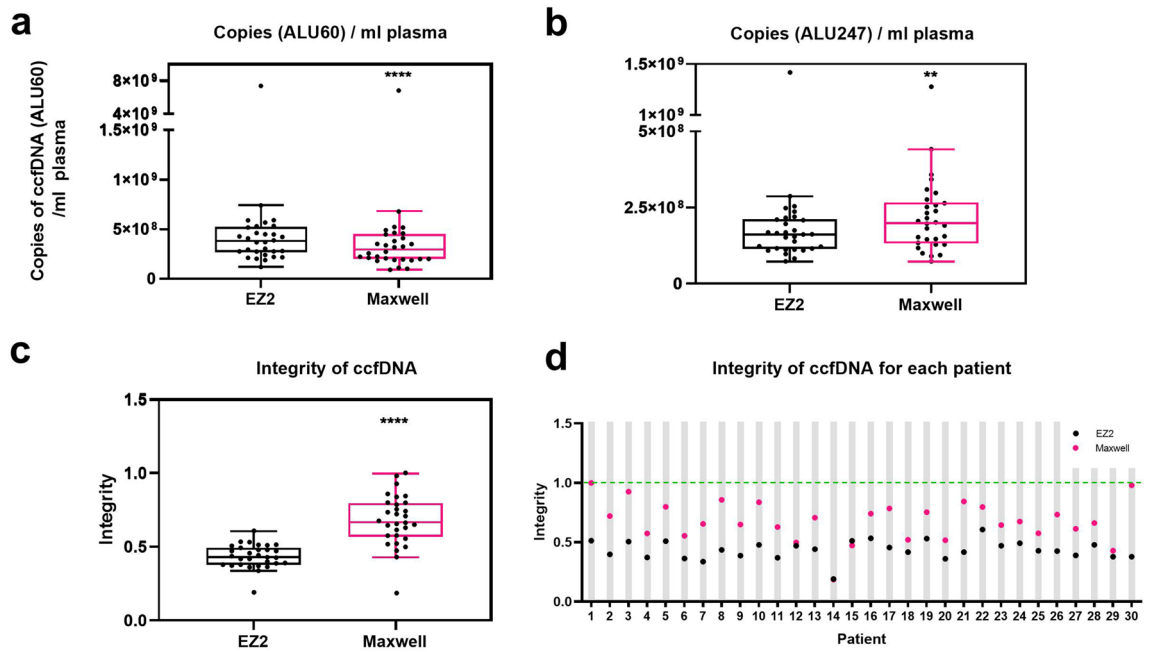 a
Copies (ALU60) / ml plasma
Copies of ccfDNA (ALU60)
/ml plasma
8×10⁹
4×10⁹
1.5×10⁹
1×10⁹
5×10⁸
0
****
EZ2 Maxwell
b
Copies (ALU247) / ml plasma
1.5×10⁹
1×10⁹
5×10⁸
2.5×10⁸
0
**
EZ2 Maxwell
c
Integrity of ccfDNA
Integrity
1.5
1.0
0.5
0.0
****
EZ2 Maxwell
d
Integrity of ccfDNA for each patient
Integrity
1.5
1.0
0.5
0.0
EZ2
Maxwell
1 2 3 4 5 6 7 8 9 10 11 12 13 14 15 16 17 18 19 20 21 22 23 24 25 26 27 28 29 30
Patient